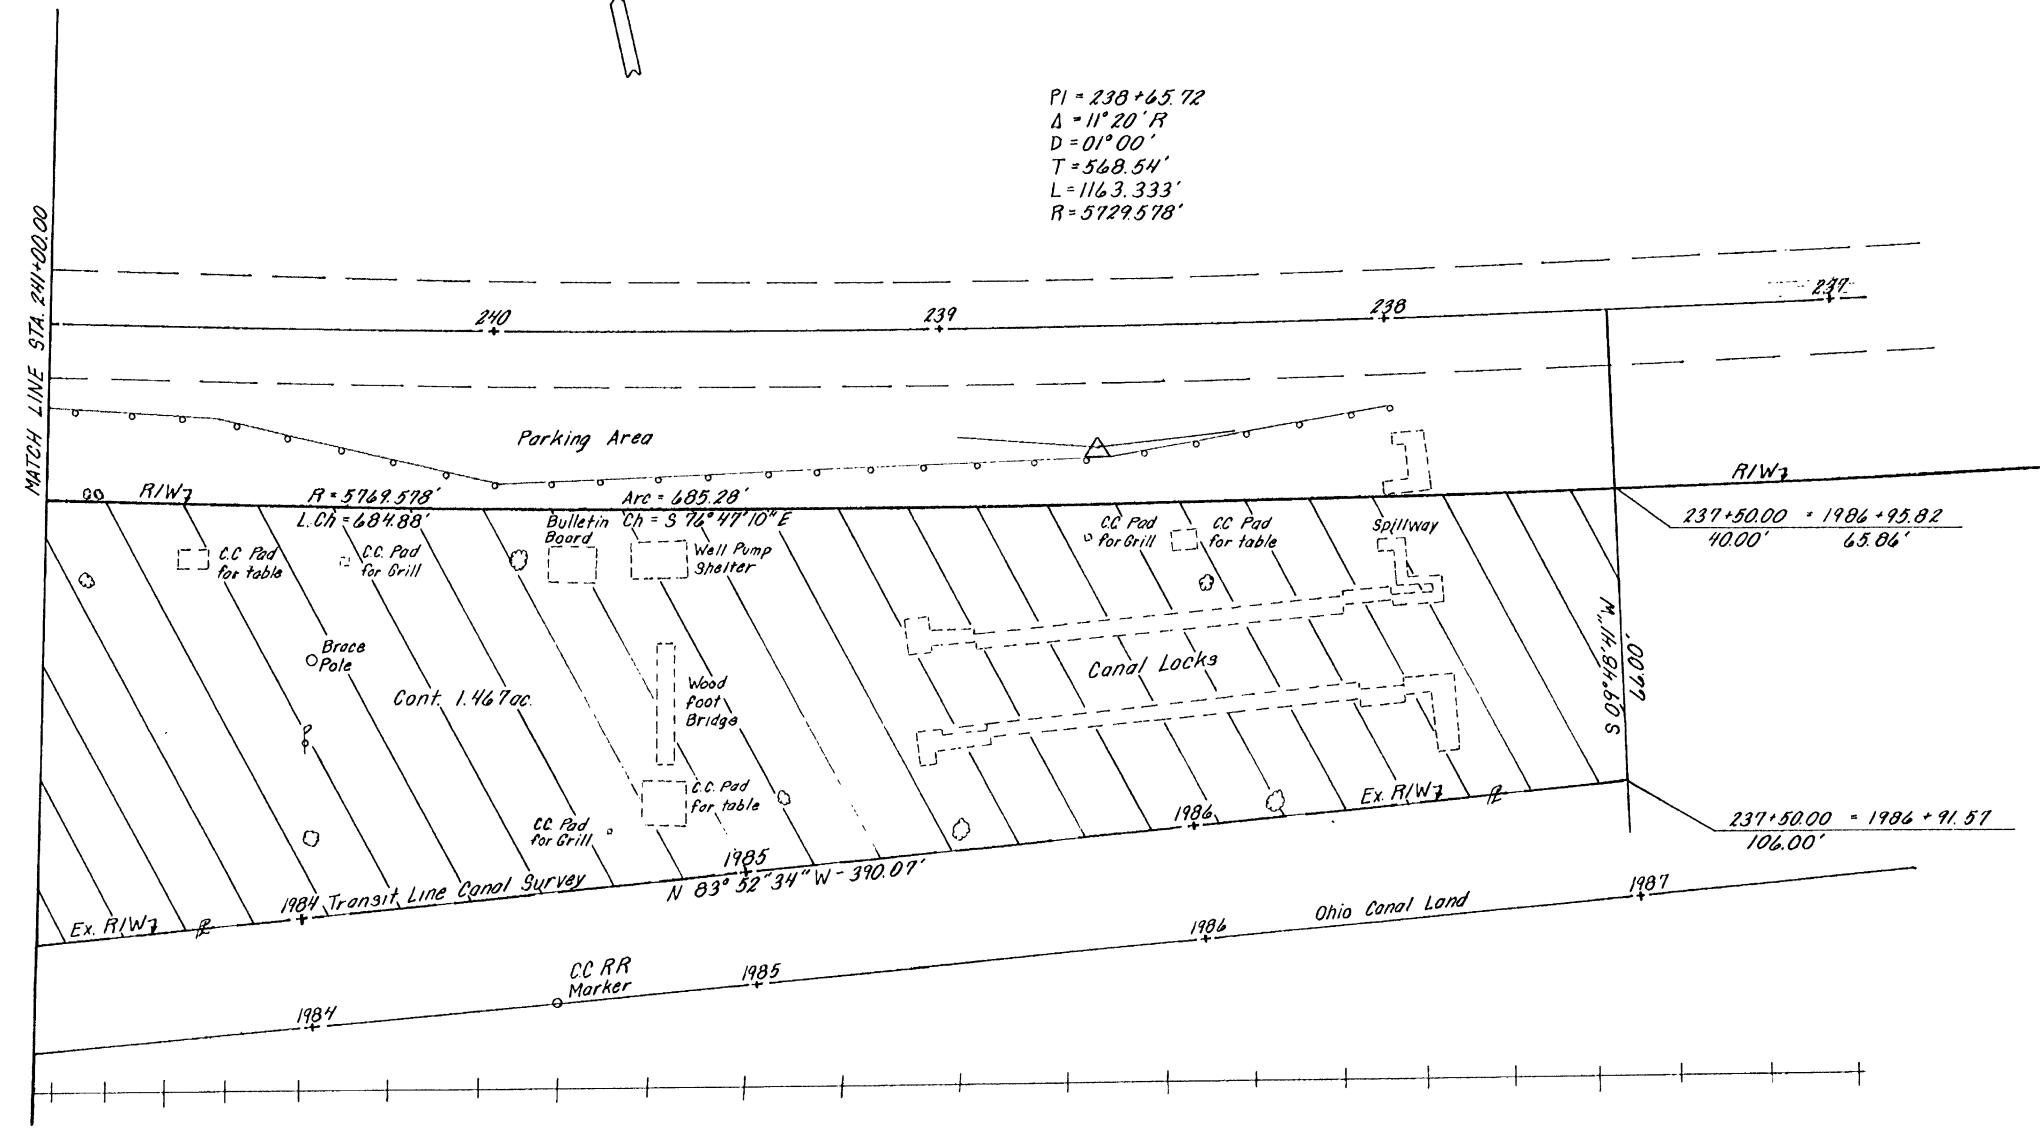 PI = 238+65.72
Δ = 11° 20' R
D = 01° 00'
T = 568.54'
L = 1163.333'
R = 5729.578'
MATCH LINE STA. 241+00.00
240
239
238
237
Parking Area
R/W
R/W
R = 5769.578'
Arc = 685.28'
L.Ch = 684.88'
Ch = S 76° 47' 10" E
Bulletin
Board
C.C Pad
for table
C.C. Pad
for Grill
Well Pump
Shelter
C.C Pad
for Grill
C.C Pad
for table
Spillway
237+50.00 = 1986+95.82
40.00' 65.86'
S 09° 48' 14" W
66.00'
Brace
Pole
Cont. 1.467 ac.
Wood
foot
Bridge
Canal Locks
C.C. Pad
for table
C.C. Pad
for Grill
1986
Ex. R/W
237+50.00 = 1986+91.57
106.00'
1985
N 83° 52' 34" W - 390.07'
1984 Transit Line Canal Survey
Ex. R/W
1987
Ohio Canal Land
1986
1985
C.C RR
Marker
1984